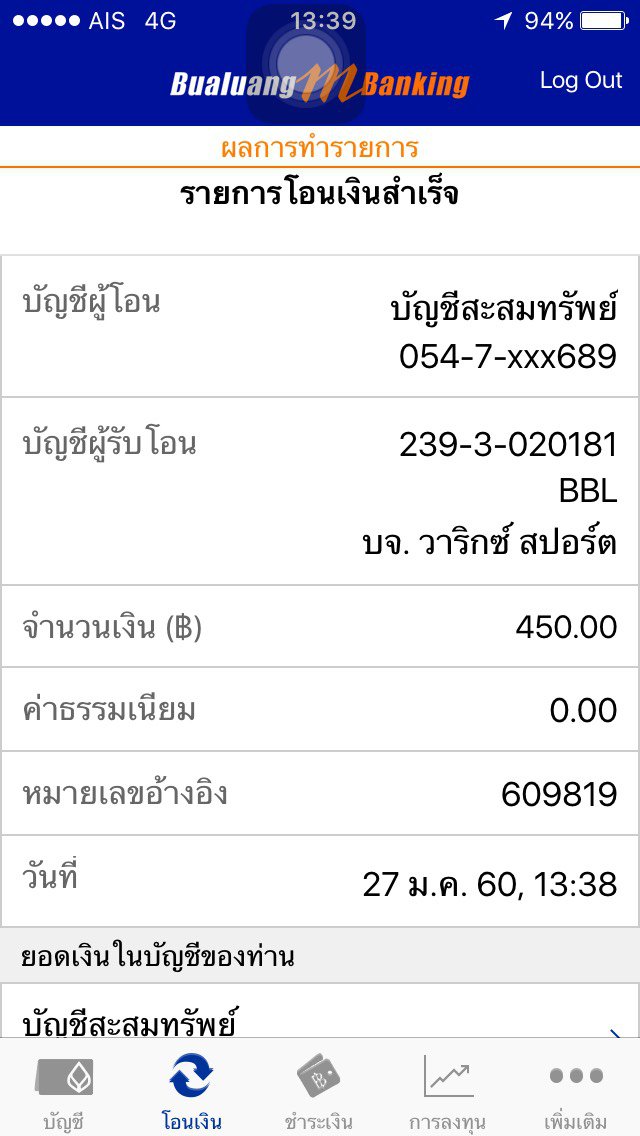 AIS 4G 13:39 94%
Bualuang mBanking Log Out
ผลการทำรายการ
รายการโอนเงินสำเร็จ
บัญชีผู้โอน บัญชีสะสมทรัพย์
054-7-xxx689
บัญชีผู้รับโอน 239-3-020181
BBL
บจ. วาริกซ์ สปอร์ต
จำนวนเงิน (฿) 450.00
ค่าธรรมเนียม 0.00
หมายเลขอ้างอิง 609819
วันที่ 27 ม.ค. 60, 13:38
ยอดเงินในบัญชีของท่าน
บัญชีสะสมทรัพย์
บัญชี โอนเงิน ชำระเงิน การลงทุน เพิ่มเติม